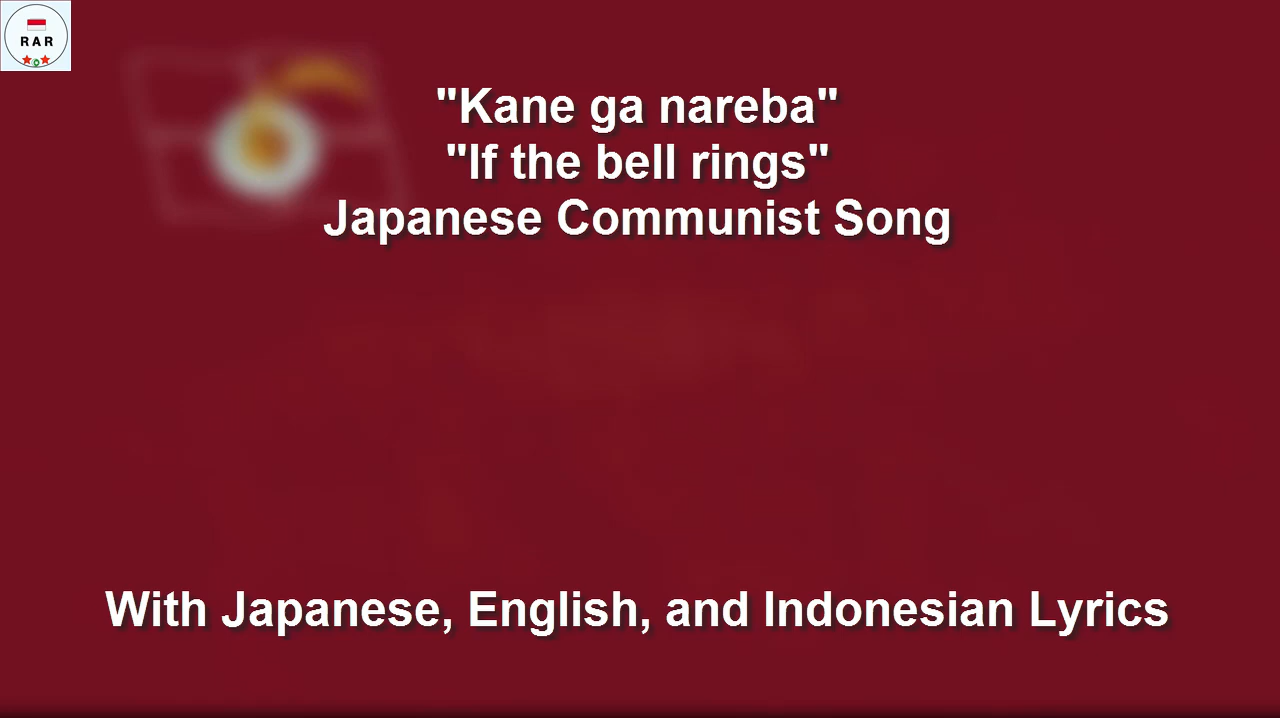 RAR
"Kane ga nareba"
"If the bell rings"
Japanese Communist Song
With Japanese, English, and Indonesian Lyrics